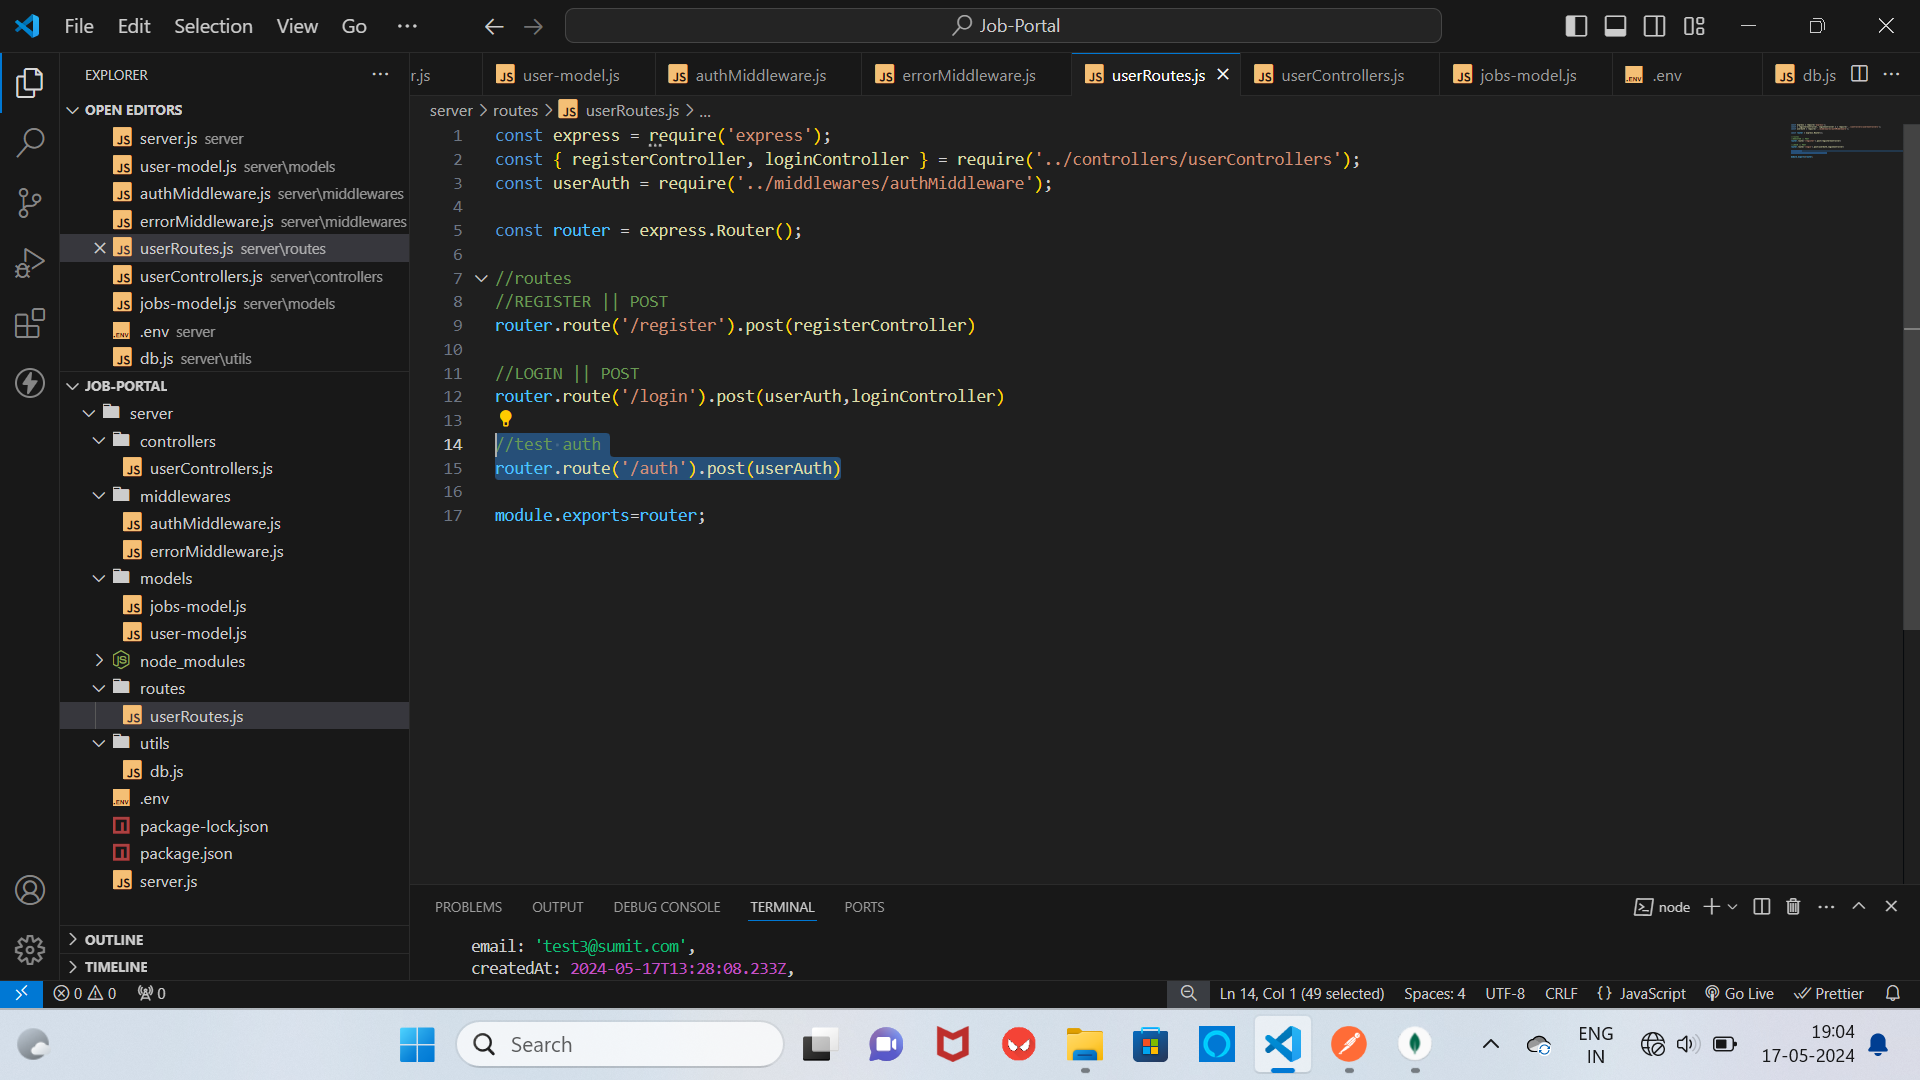 File Edit Selection View Go ...
Job-Portal
EXPLORER ...
OPEN EDITORS
server.js server
user-model.js server\models
authMiddleware.js server\middlewares
errorMiddleware.js server\middlewares
userRoutes.js server\routes
userControllers.js server\controllers
jobs-model.js server\models
.env server
db.js server\utils
JOB-PORTAL
server
controllers
userControllers.js
middlewares
authMiddleware.js
errorMiddleware.js
models
jobs-model.js
user-model.js
node_modules
routes
userRoutes.js
utils
db.js
.env
package-lock.json
package.json
server.js
OUTLINE
TIMELINE
r.js user-model.js authMiddleware.js errorMiddleware.js userRoutes.js userControllers.js jobs-model.js .env db.js
server > routes > userRoutes.js > ...
1 const express = require('express');
2 const { registerController, loginController } = require('../controllers/userControllers');
3 const userAuth = require('../middlewares/authMiddleware');
4
5 const router = express.Router();
6
7 //routes
8 //REGISTER || POST
9 router.route('/register').post(registerController)
10
11 //LOGIN || POST
12 router.route('/login').post(userAuth,loginController)
13
14 //test auth
15 router.route('/auth').post(userAuth)
16
17 module.exports=router;
PROBLEMS OUTPUT DEBUG CONSOLE TERMINAL PORTS
node
email: 'test3@sumit.com',
createdAt: 2024-05-17T13:28:08.233Z,
0 0 0
Ln 14, Col 1 (49 selected) Spaces: 4 UTF-8 CRLF {} JavaScript Go Live Prettier
Search
ENG
IN
19:04
17-05-2024